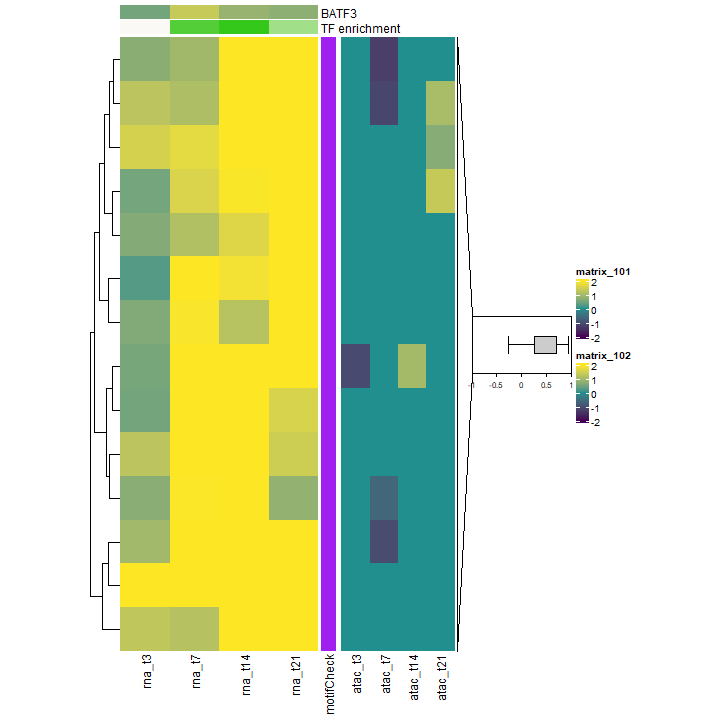 BATF3
TF enrichment
matrix_101
2
1
0
-1
-2
matrix_102
2
1
0
-1
-2
-1 -0.5 0 0.5 1
rna_t3 rna_t7 rna_t14 rna_t21 motifCheck atac_t3 atac_t7 atac_t14 atac_t21